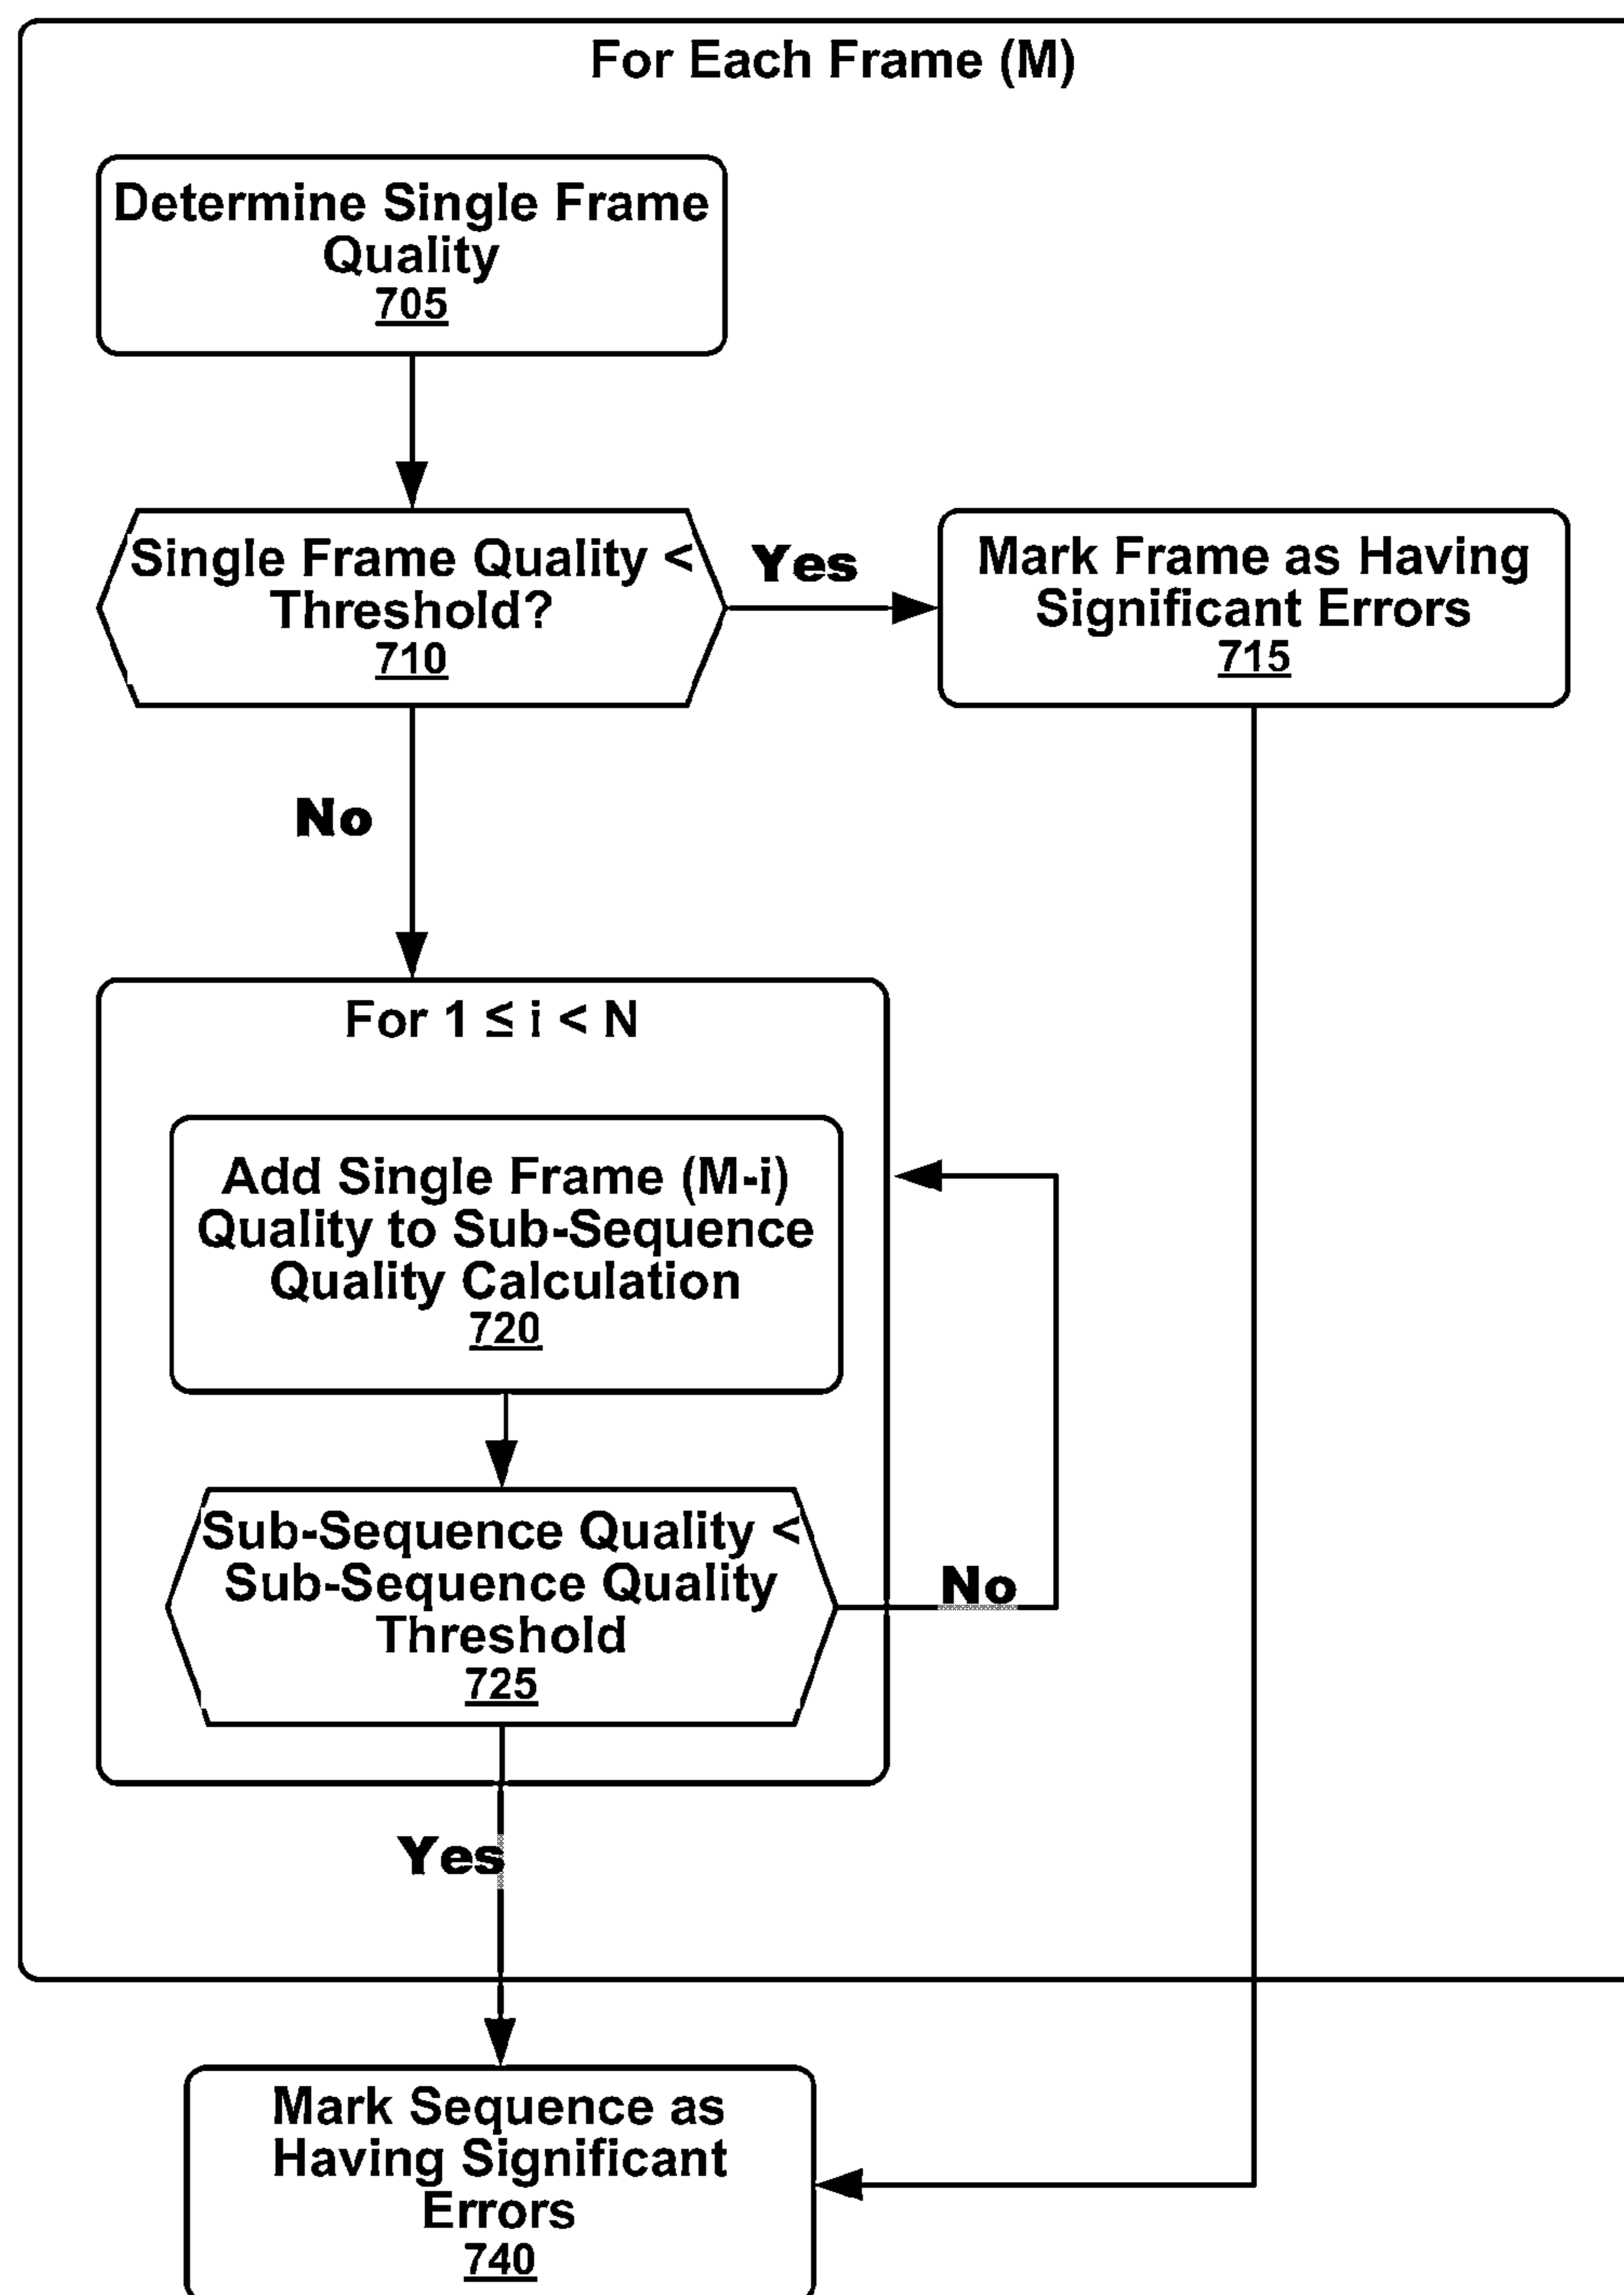 For Each Frame (M)
Determine Single Frame
Quality
705
Single Frame Quality <
Threshold?
710
Yes
Mark Frame as Having
Significant Errors
715
No
For 1 ≤ i < N
Add Single Frame (M-i)
Quality to Sub-Sequence
Quality Calculation
720
Sub-Sequence Quality <
Sub-Sequence Quality
Threshold
725
No
Yes
Mark Sequence as
Having Significant
Errors
740